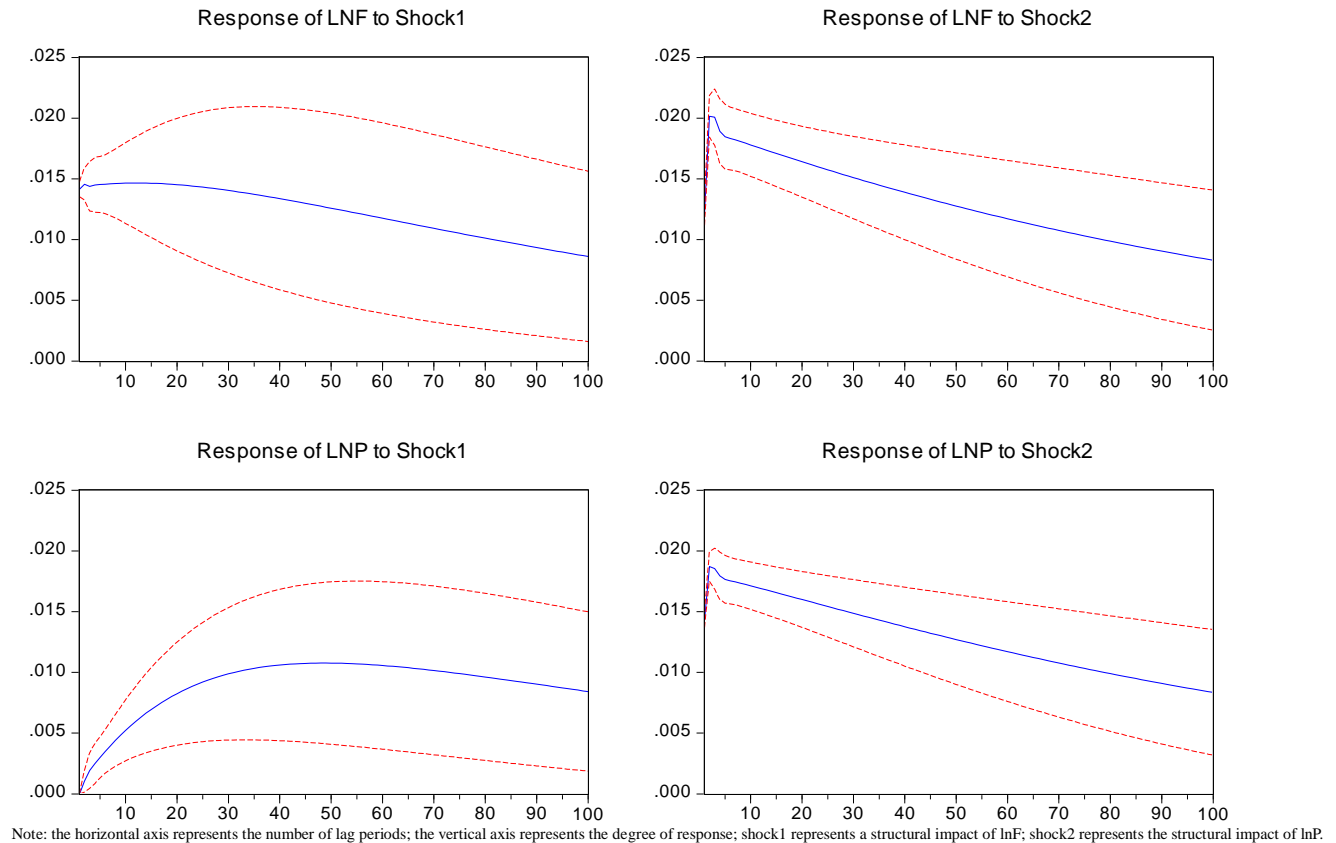 Response of LNF to Shock1
.025
.020
.015
.010
.005
.000
10 20 30 40 50 60 70 80 90 100
Response of LNF to Shock2
.025
.020
.015
.010
.005
.000
10 20 30 40 50 60 70 80 90 100
Response of LNP to Shock1
.025
.020
.015
.010
.005
.000
10 20 30 40 50 60 70 80 90 100
Response of LNP to Shock2
.025
.020
.015
.010
.005
.000
10 20 30 40 50 60 70 80 90 100
Note: the horizontal axis represents the number of lag periods; the vertical axis represents the degree of response; shock1 represents a structural impact of lnF; shock2 represents the structural impact of lnP.